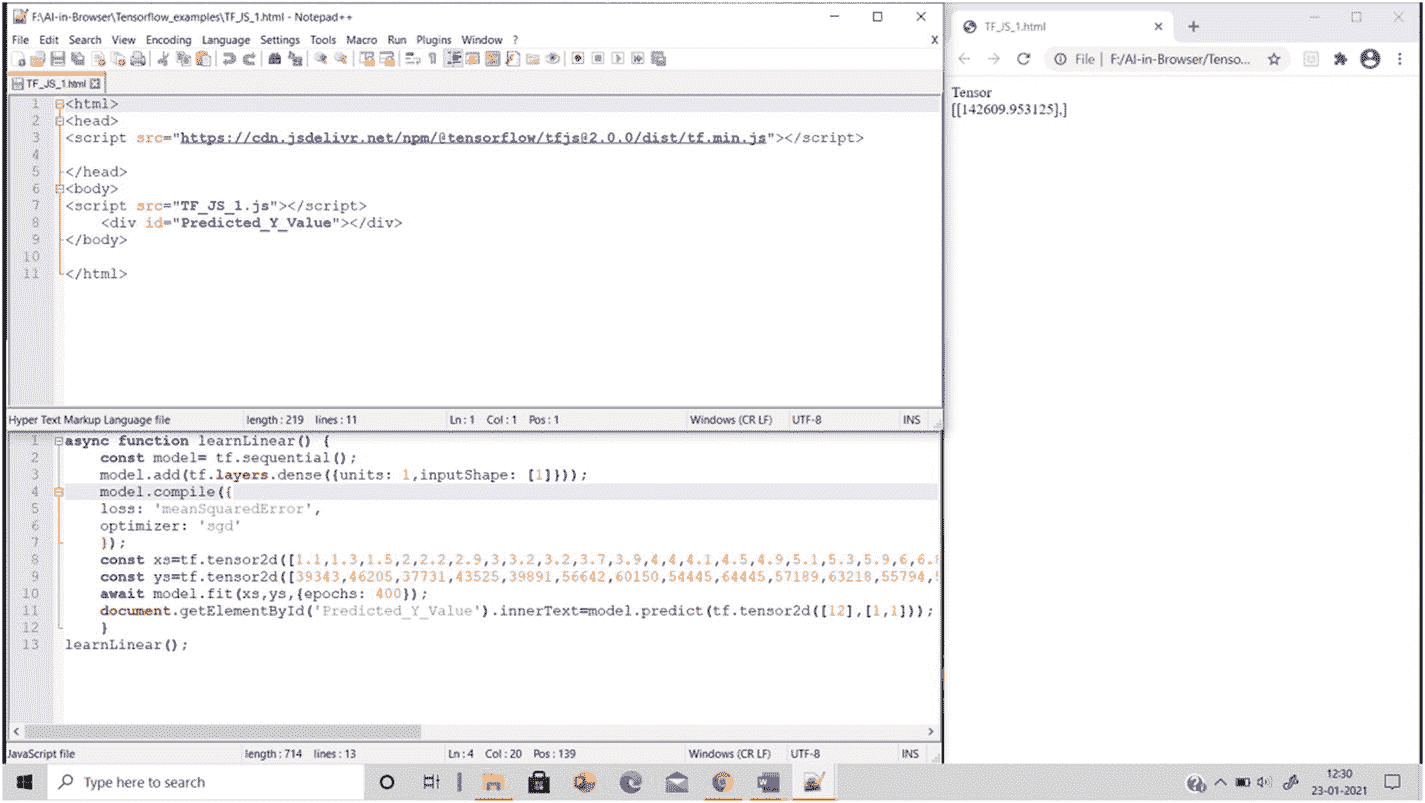 F:\AI-in-Browser\Tensorflow_examples\TF_JS_1.html - Notepad++
File Edit Search View Encoding Language Settings Tools Macro Run Plugins Window ? X
TF_JS_1.html
1 <html>
2 <head>
3 <script src="https://cdn.jsdelivr.net/npm/@tensorflow/tfjs@2.0.0/dist/tf.min.js"></script>
4
5 </head>
6 <body>
7 <script src="TF_JS_1.js"></script>
8 <div id="Predicted_Y_Value"></div>
9 </body>
10
11 </html>
Hyper Text Markup Language file length : 219 lines : 11 Ln : 1 Col : 1 Pos : 1 Windows (CR LF) UTF-8 INS
1 async function learnLinear() {
2 const model= tf.sequential();
3 model.add(tf.layers.dense({units: 1,inputShape: [1]}));
4 model.compile({
5 loss: 'meanSquaredError',
6 optimizer: 'sgd'
7 });
8 const xs=tf.tensor2d([1.1,1.3,1.5,2,2.2,2.9,3,3.2,3.2,3.7,3.9,4,4,4.1,4.5,4.9,5.1,5.3,5.9,6,6.
9 const ys=tf.tensor2d([39343,46205,37731,43525,39891,56642,60150,54445,64445,57189,63218,55794,
10 await model.fit(xs,ys,{epochs: 400});
11 document.getElementById('Predicted_Y_Value').innerText=model.predict(tf.tensor2d([12],[1,1]));
12 }
13 learnLinear();
JavaScript file length : 714 lines : 13 Ln : 4 Col : 20 Pos : 139 Windows (CR LF) UTF-8 INS
TF_JS_1.html
File F:/AI-in-Browser/Tenso...
Tensor
[[142609.953125],]
Type here to search
12:30
23-01-2021